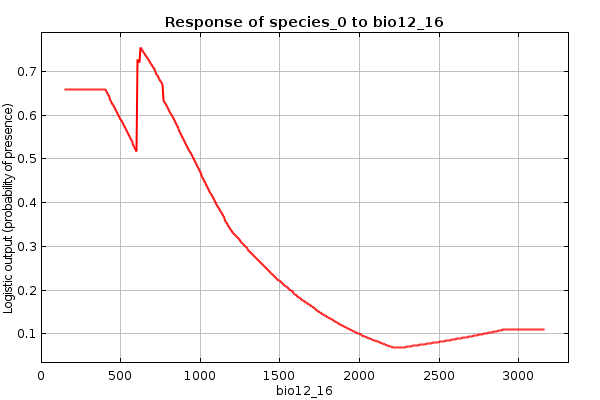 Response of species_0 to bio12_16
Logistic output (probability of presence)
0.7
0.6
0.5
0.4
0.3
0.2
0.1
0 500 1000 1500 2000 2500 3000
bio12_16